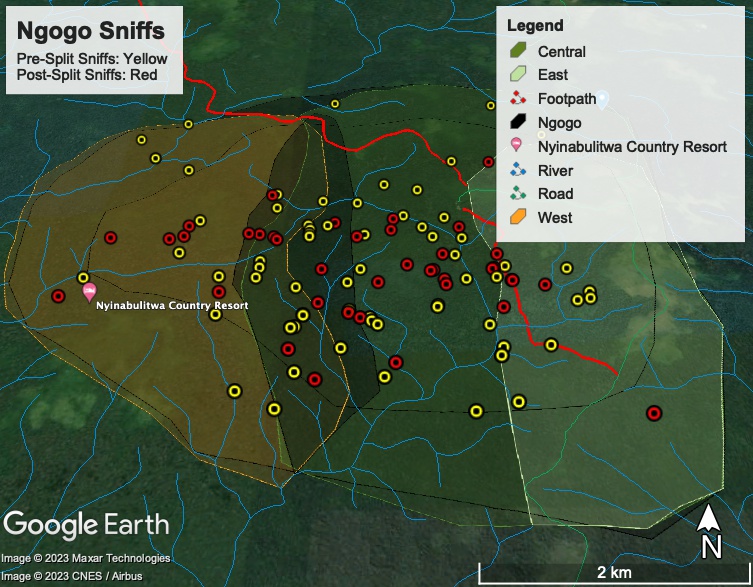 Ngogo Sniffs
Pre-Split Sniffs: Yellow
Post-Split Sniffs: Red
Legend
Central
East
Footpath
Ngogo
Nyinabulitwa Country Resort
River
Road
West
Nyinabulitwa Country Resort
Google Earth
Image © 2023 Maxar Technologies
Image © 2023 CNES / Airbus
N
2 km